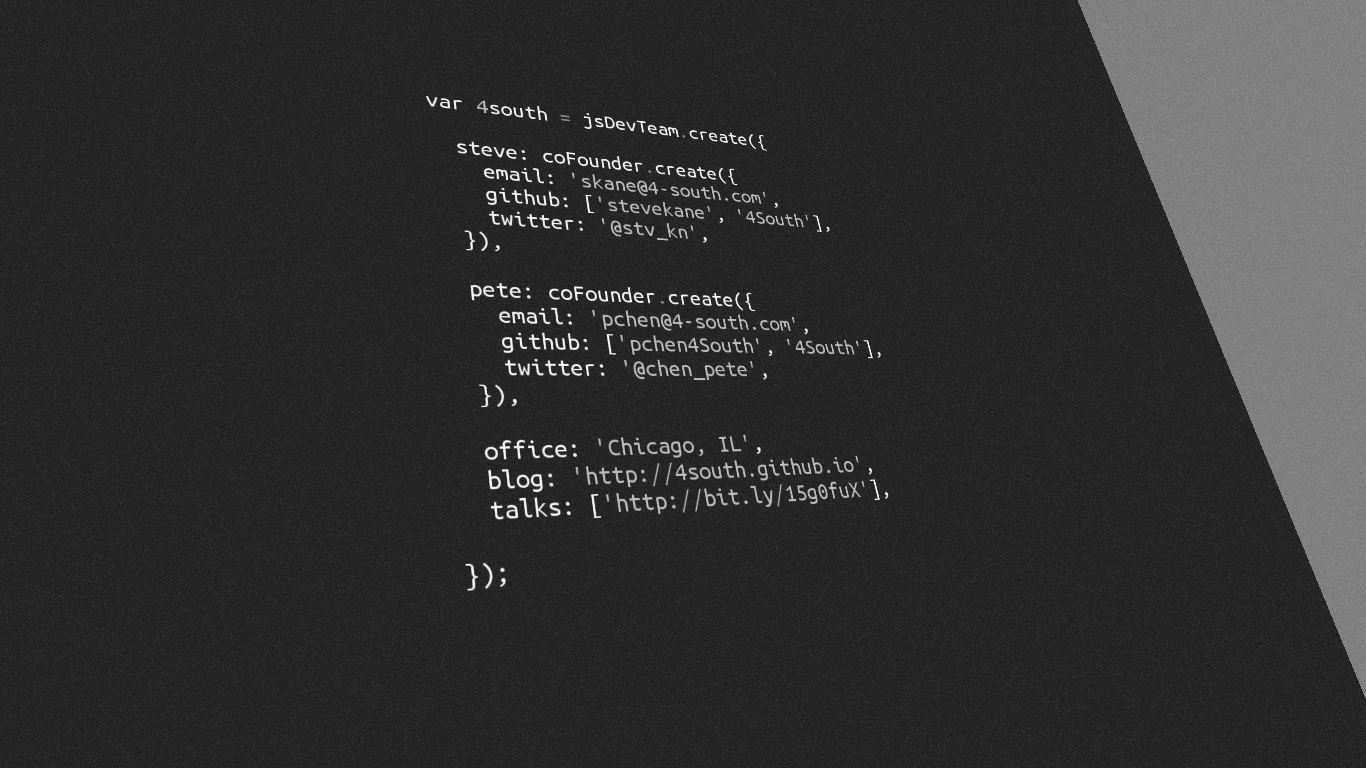 var 4south = jsDevTeam.create({
steve: coFounder.create({
email: 'skane@4-south.com',
github: ['stevekane', '4South'],
twitter: '@stv_kn',
}),
pete: coFounder.create({
email: 'pchen@4-south.com',
github: ['pchen4South', '4South'],
twitter: '@chen_pete',
}),
office: 'Chicago, IL',
blog: 'http://4south.github.io',
talks: ['http://bit.ly/15g0fuX'],
});